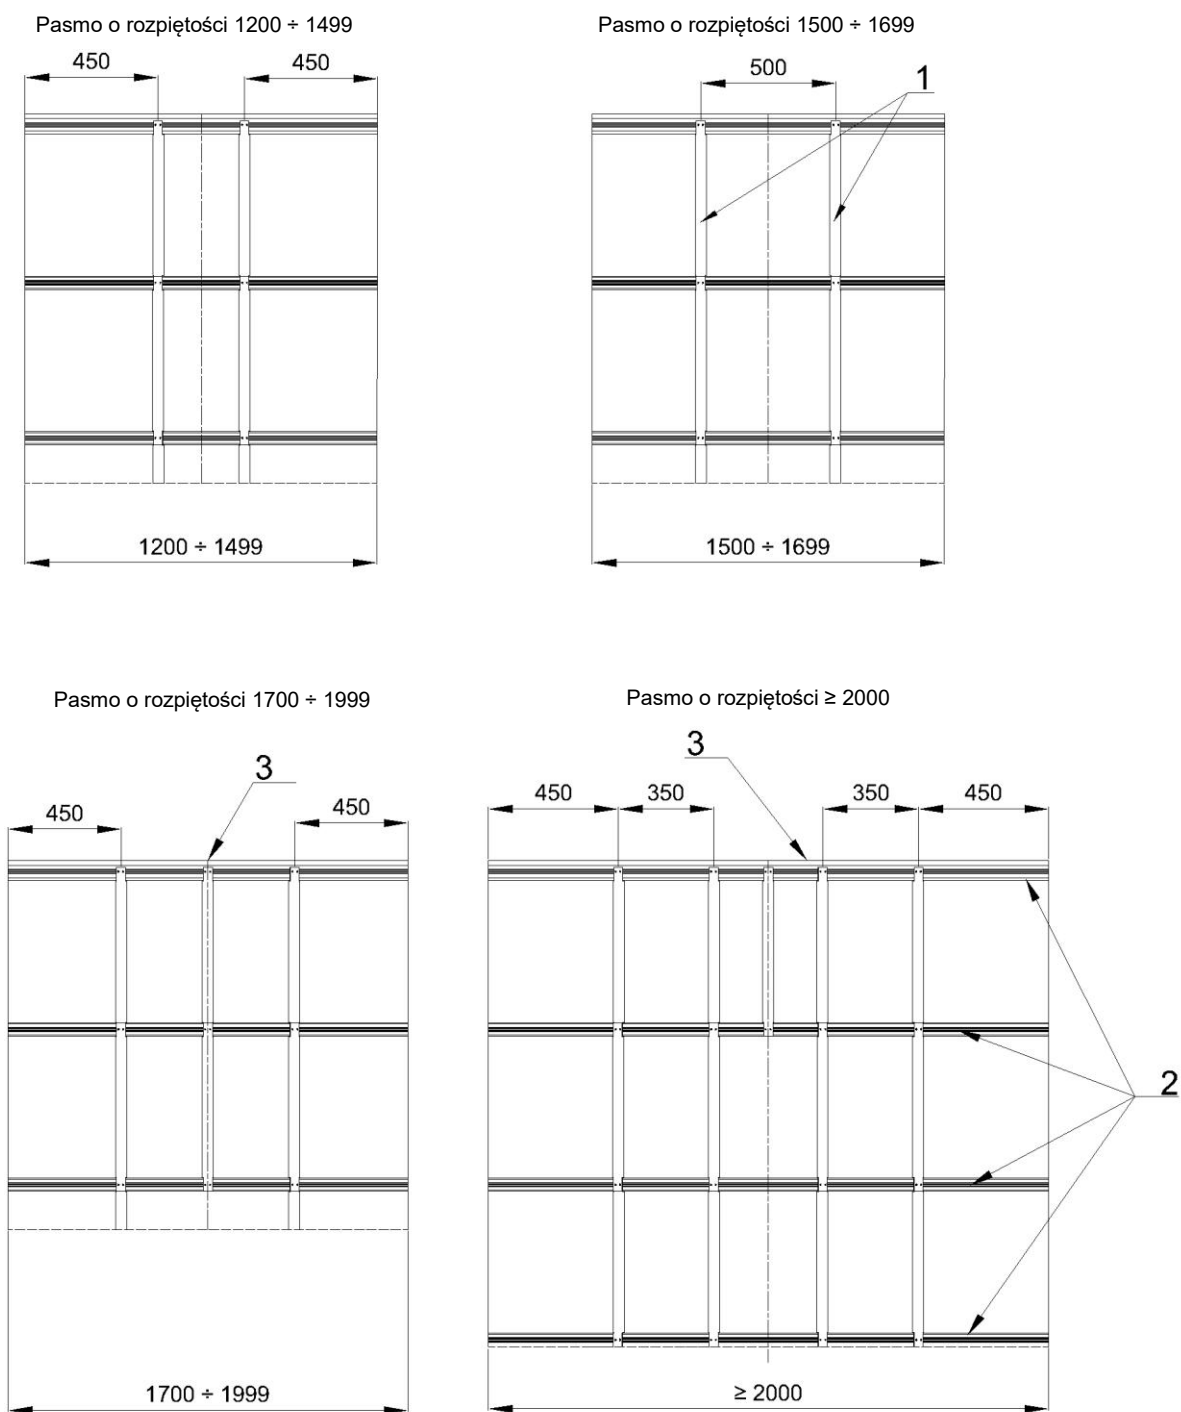 Pasmo o rozpiętości 1200 ÷ 1499
Pasmo o rozpiętości 1500 ÷ 1699
450 450
500
1
1200 ÷ 1499
1500 ÷ 1699
Pasmo o rozpiętości 1700 ÷ 1999
Pasmo o rozpiętości ≥ 2000
3
450 450
3
450 350 350 450
2
1700 ÷ 1999
≥ 2000